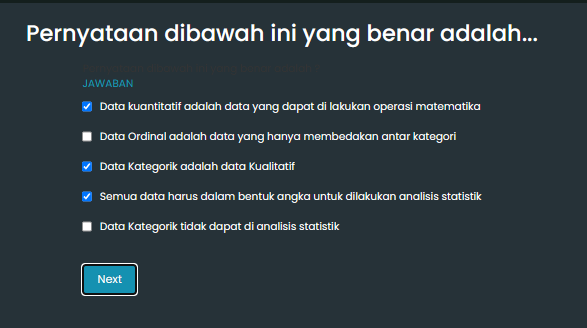 Pernyataan dibawah ini yang benar adalah...
JAWABAN
Data kuantitatif adalah data yang dapat di lakukan operasi matematika
Data Ordinal adalah data yang hanya membedakan antar kategori
Data Kategorik adalah data Kualitatif
Semua data harus dalam bentuk angka untuk dilakukan analisis statistik
Data Kategorik tidak dapat di analisis statistik
Next